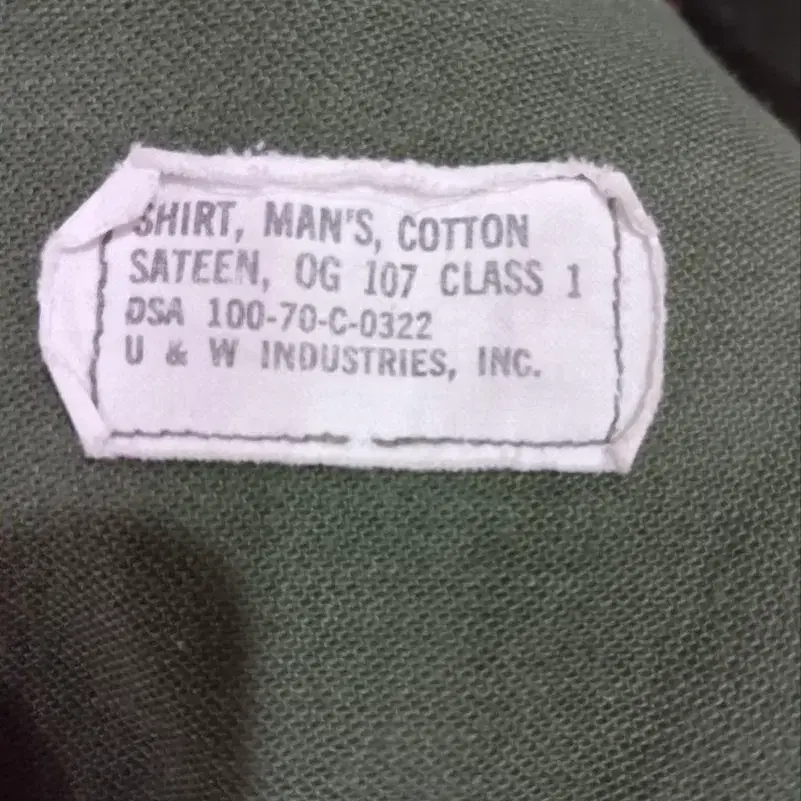 SHIRT, MAN'S, COTTON
SATEEN, OG 107 CLASS 1
DSA 100-70-C-0322
U & W INDUSTRIES, INC.